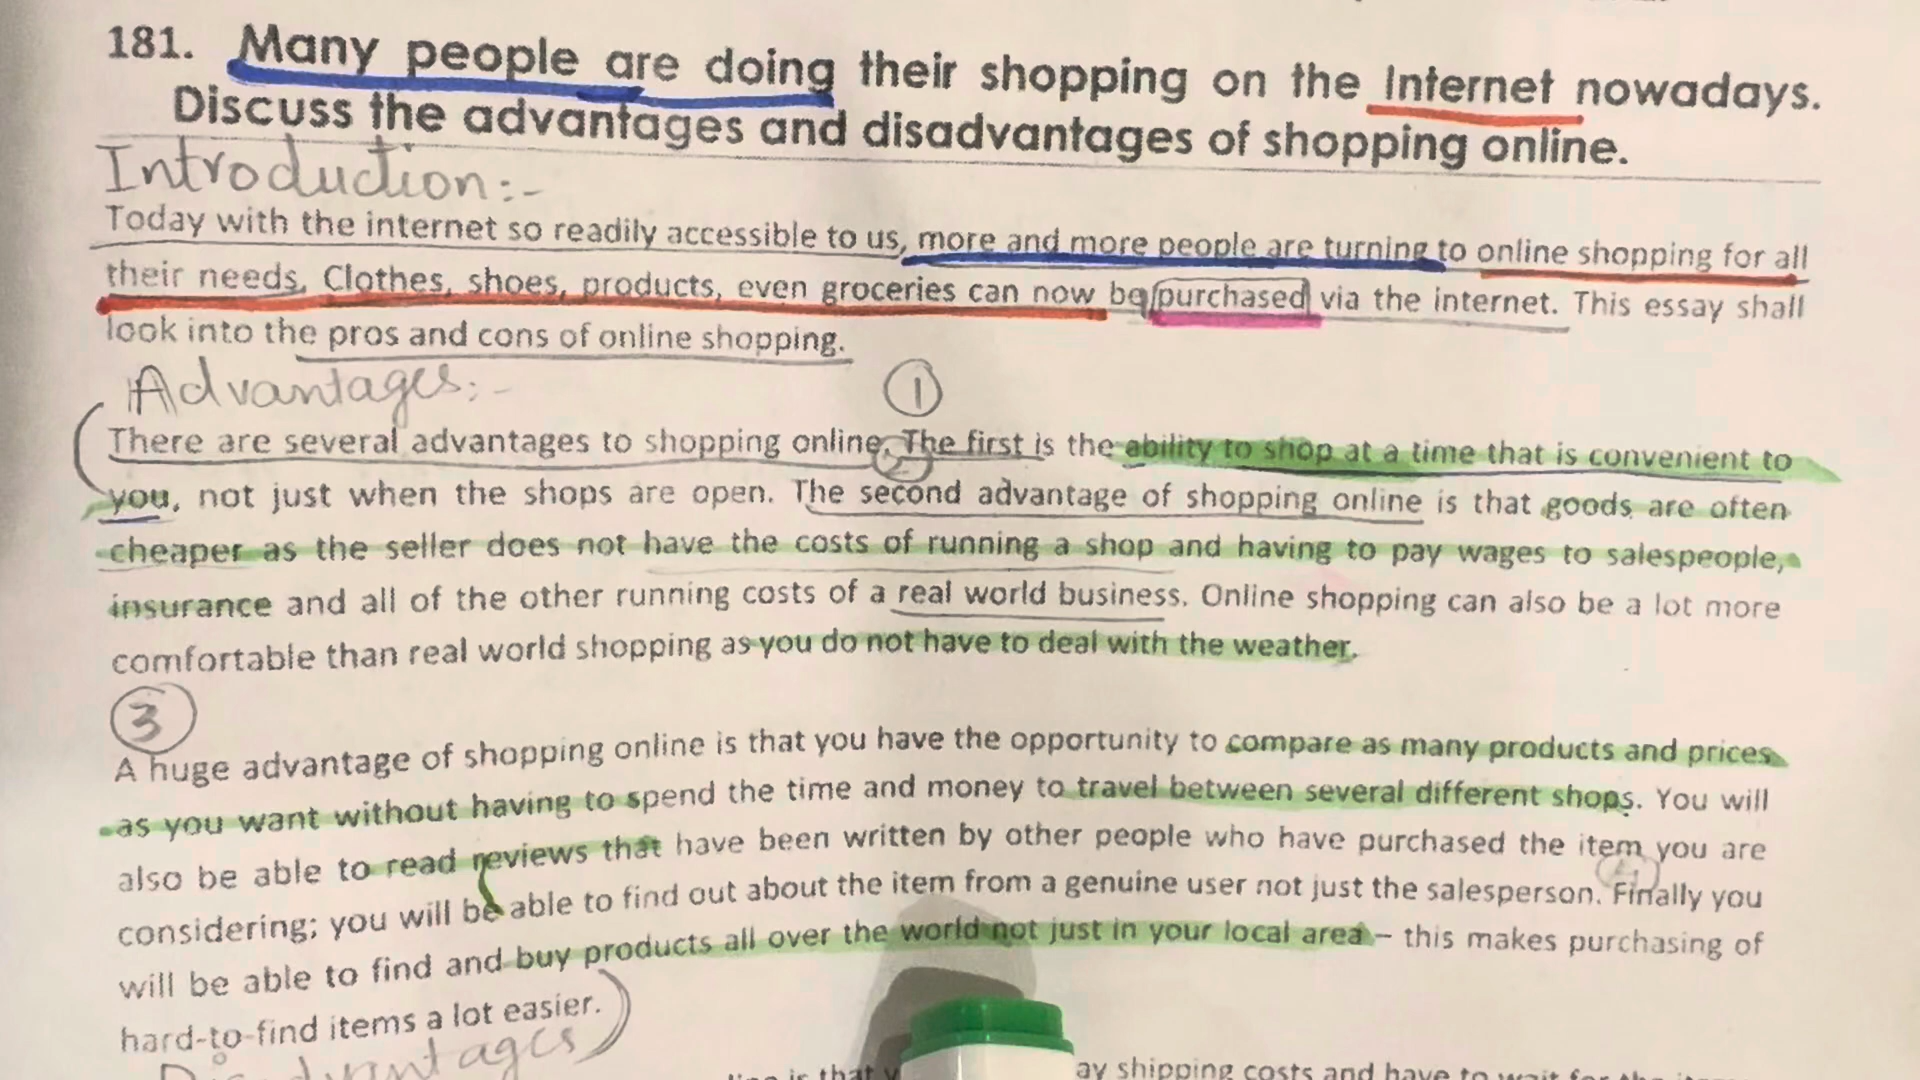 181. Many people are doing their shopping on the Internet nowadays.
Discuss the advantages and disadvantages of shopping online.
Introduction:-
Today with the internet so readily accessible to us, more and more people are turning to online shopping for all
their needs. Clothes, shoes, products, even groceries can now be purchased via the internet. This essay shall
look into the pros and cons of online shopping.
Advantages:-
1
There are several advantages to shopping online. The first is the ability to shop at a time that is convenient to
2
you, not just when the shops are open. The second advantage of shopping online is that goods are often
cheaper as the seller does not have the costs of running a shop and having to pay wages to salespeople,
insurance and all of the other running costs of a real world business. Online shopping can also be a lot more
comfortable than real world shopping as you do not have to deal with the weather.
3
A huge advantage of shopping online is that you have the opportunity to compare as many products and prices
as you want without having to spend the time and money to travel between several different shops. You will
also be able to read reviews that have been written by other people who have purchased the item you are
4
considering; you will be able to find out about the item from a genuine user not just the salesperson. Finally you
will be able to find and buy products all over the world not just in your local area – this makes purchasing of
hard-to-find items a lot easier.
Disadvantages
is that ay shipping costs and have to wait for the